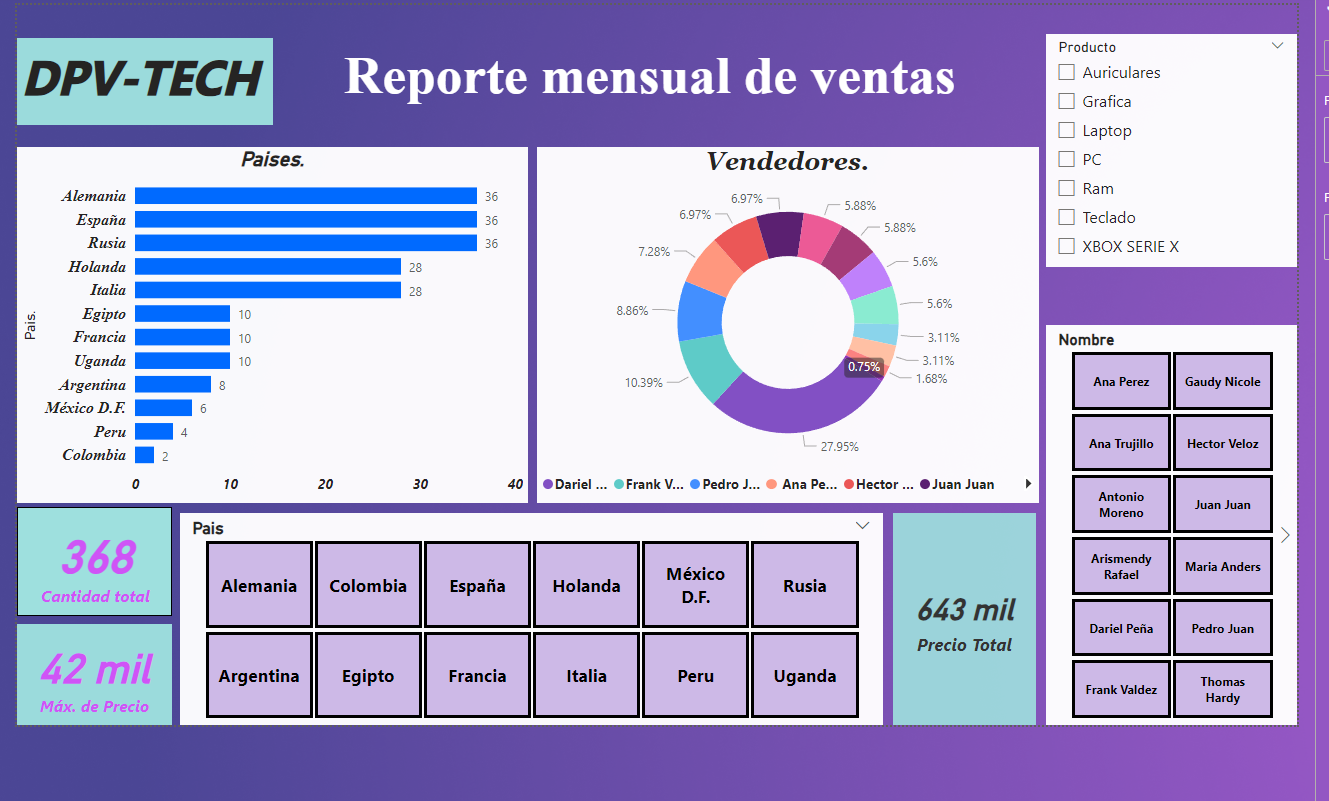 DPV-TECH
Reporte mensual de ventas
Producto
Auriculares
Grafica
Laptop
PC
Ram
Teclado
XBOX SERIE X
Paises.
Pais.
Alemania 36
España 36
Rusia 36
Holanda 28
Italia 28
Egipto 10
Francia 10
Uganda 10
Argentina 8
México D.F. 6
Peru 4
Colombia 2
0 10 20 30 40
Vendedores.
6.97%
5.88%
6.97%
5.88%
7.28%
5.6%
8.86%
5.6%
3.11%
3.11%
0.75%
1.68%
10.39%
27.95%
Dariel ... Frank V... Pedro J... Ana Pe... Hector ... Juan Juan
Nombre
Ana Perez
Gaudy Nicole
Ana Trujillo
Hector Veloz
Antonio
Moreno
Juan Juan
Arismendy
Rafael
Maria Anders
Dariel Peña
Pedro Juan
Frank Valdez
Thomas
Hardy
368
Cantidad total
42 mil
Máx. de Precio
Pais
Alemania
Colombia
España
Holanda
México
D.F.
Rusia
Argentina
Egipto
Francia
Italia
Peru
Uganda
643 mil
Precio Total